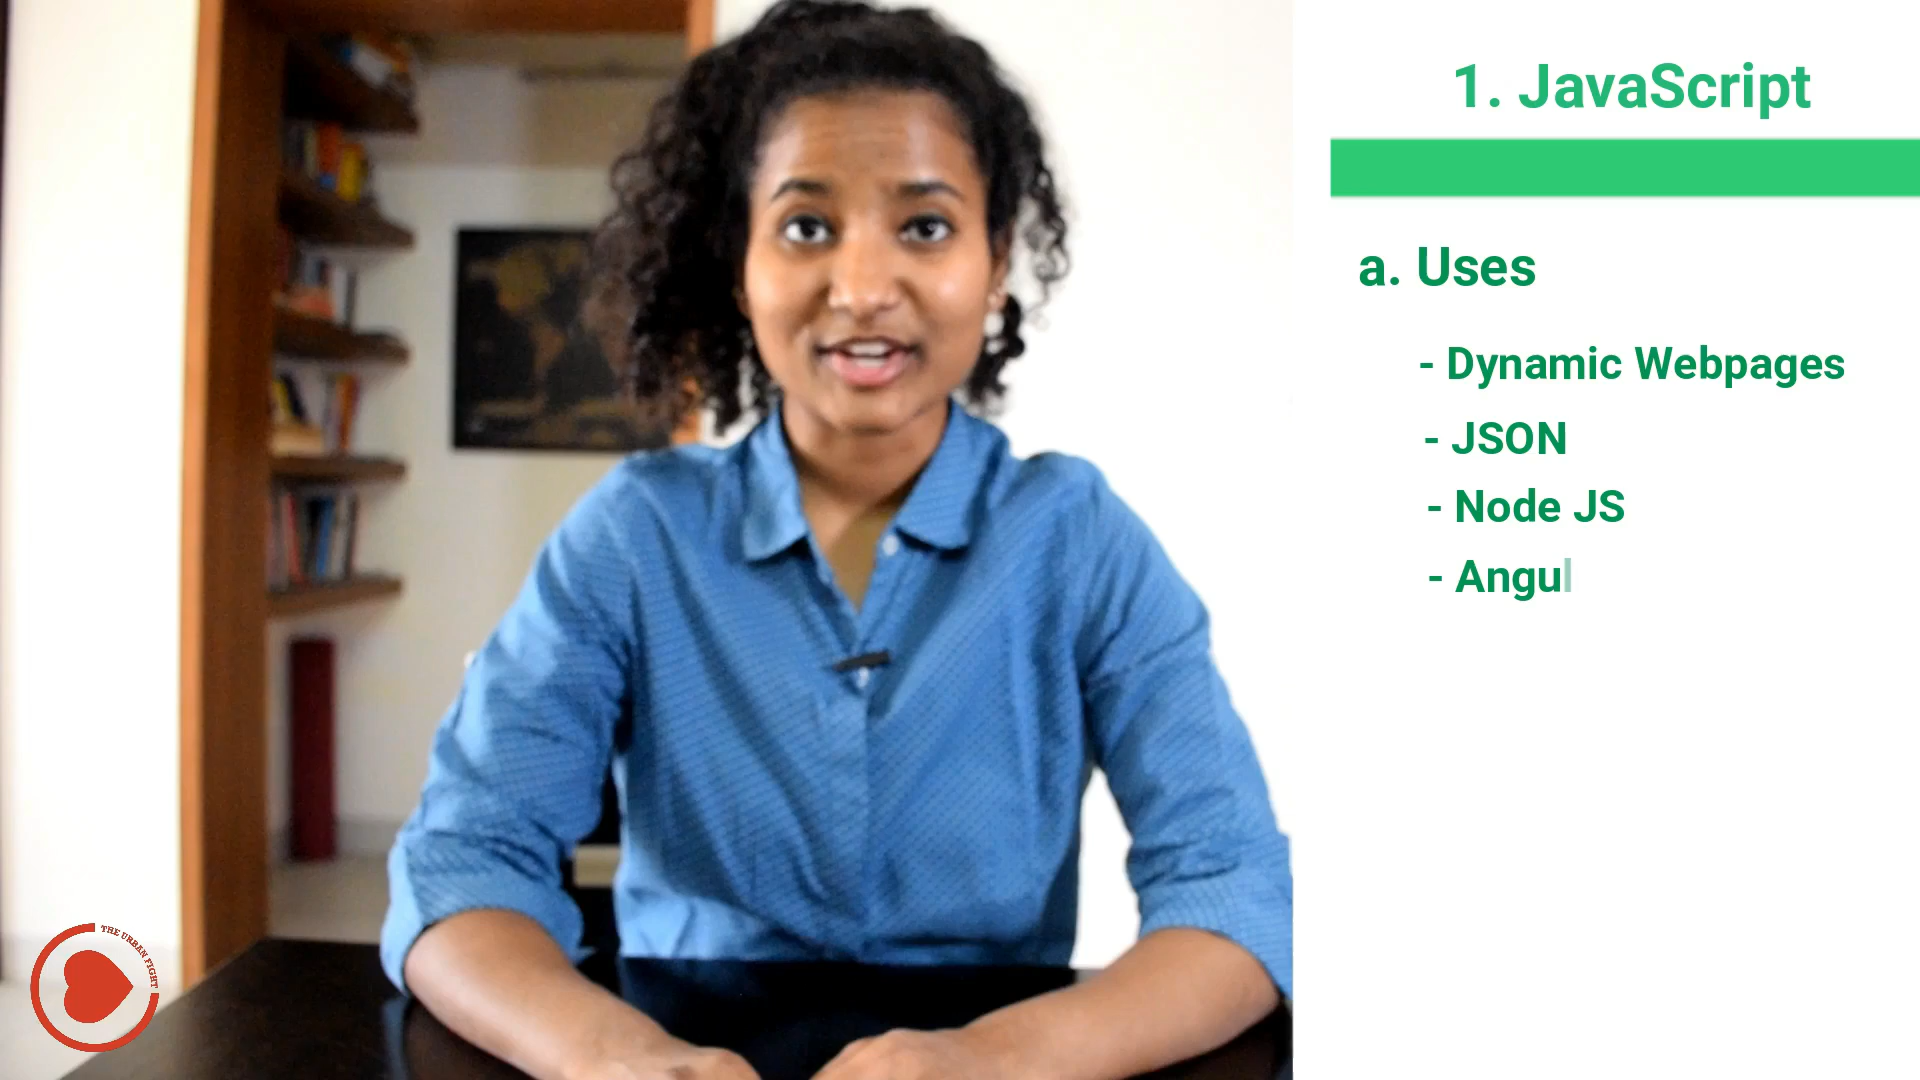 1. JavaScript
a. Uses
- Dynamic Webpages
- JSON
- Node JS
- Angul
THE URBAN FIGHT